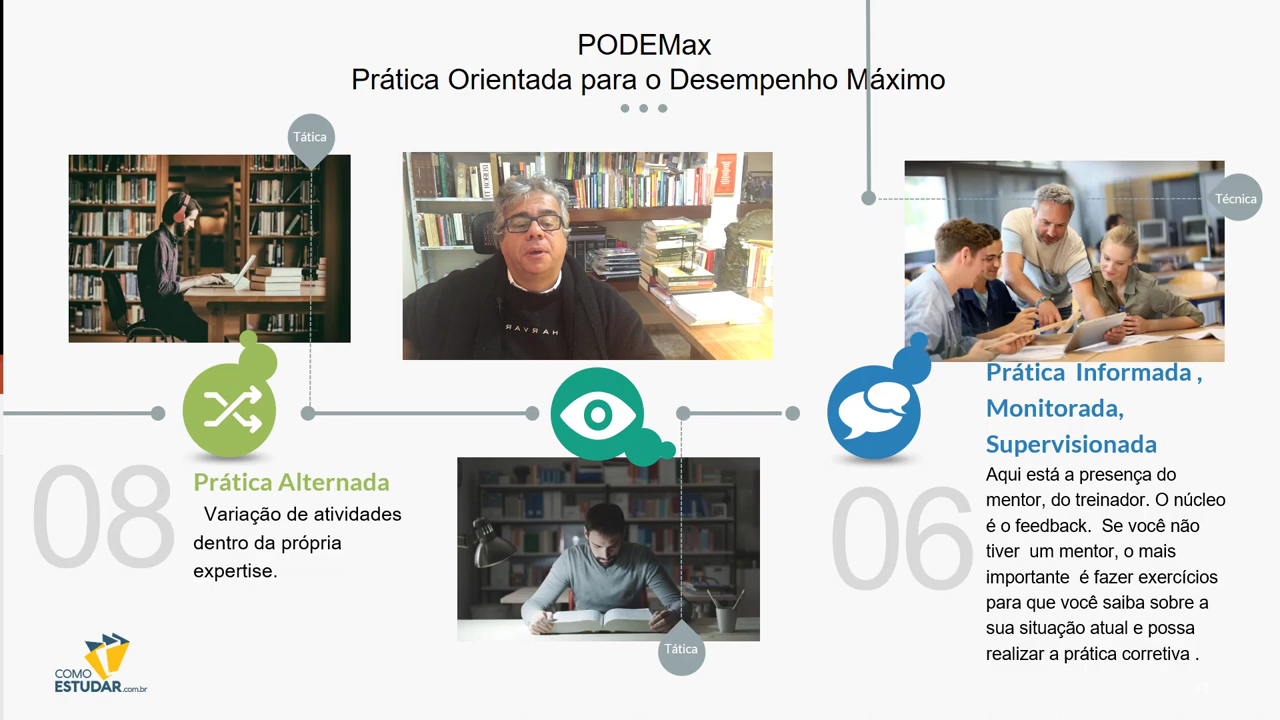 PODEMax
Prática Orientada para o Desempenho Máximo
Tática
Técnica
08
Prática Alternada
Variação de atividades
dentro da própria
expertise.
Tática
06
Prática Informada ,
Monitorada,
Supervisionada
Aqui está a presença do
mentor, do treinador. O núcleo
é o feedback. Se você não
tiver um mentor, o mais
importante é fazer exercícios
para que você saiba sobre a
sua situação atual e possa
realizar a prática corretiva .
COMO
ESTUDAR.com.br